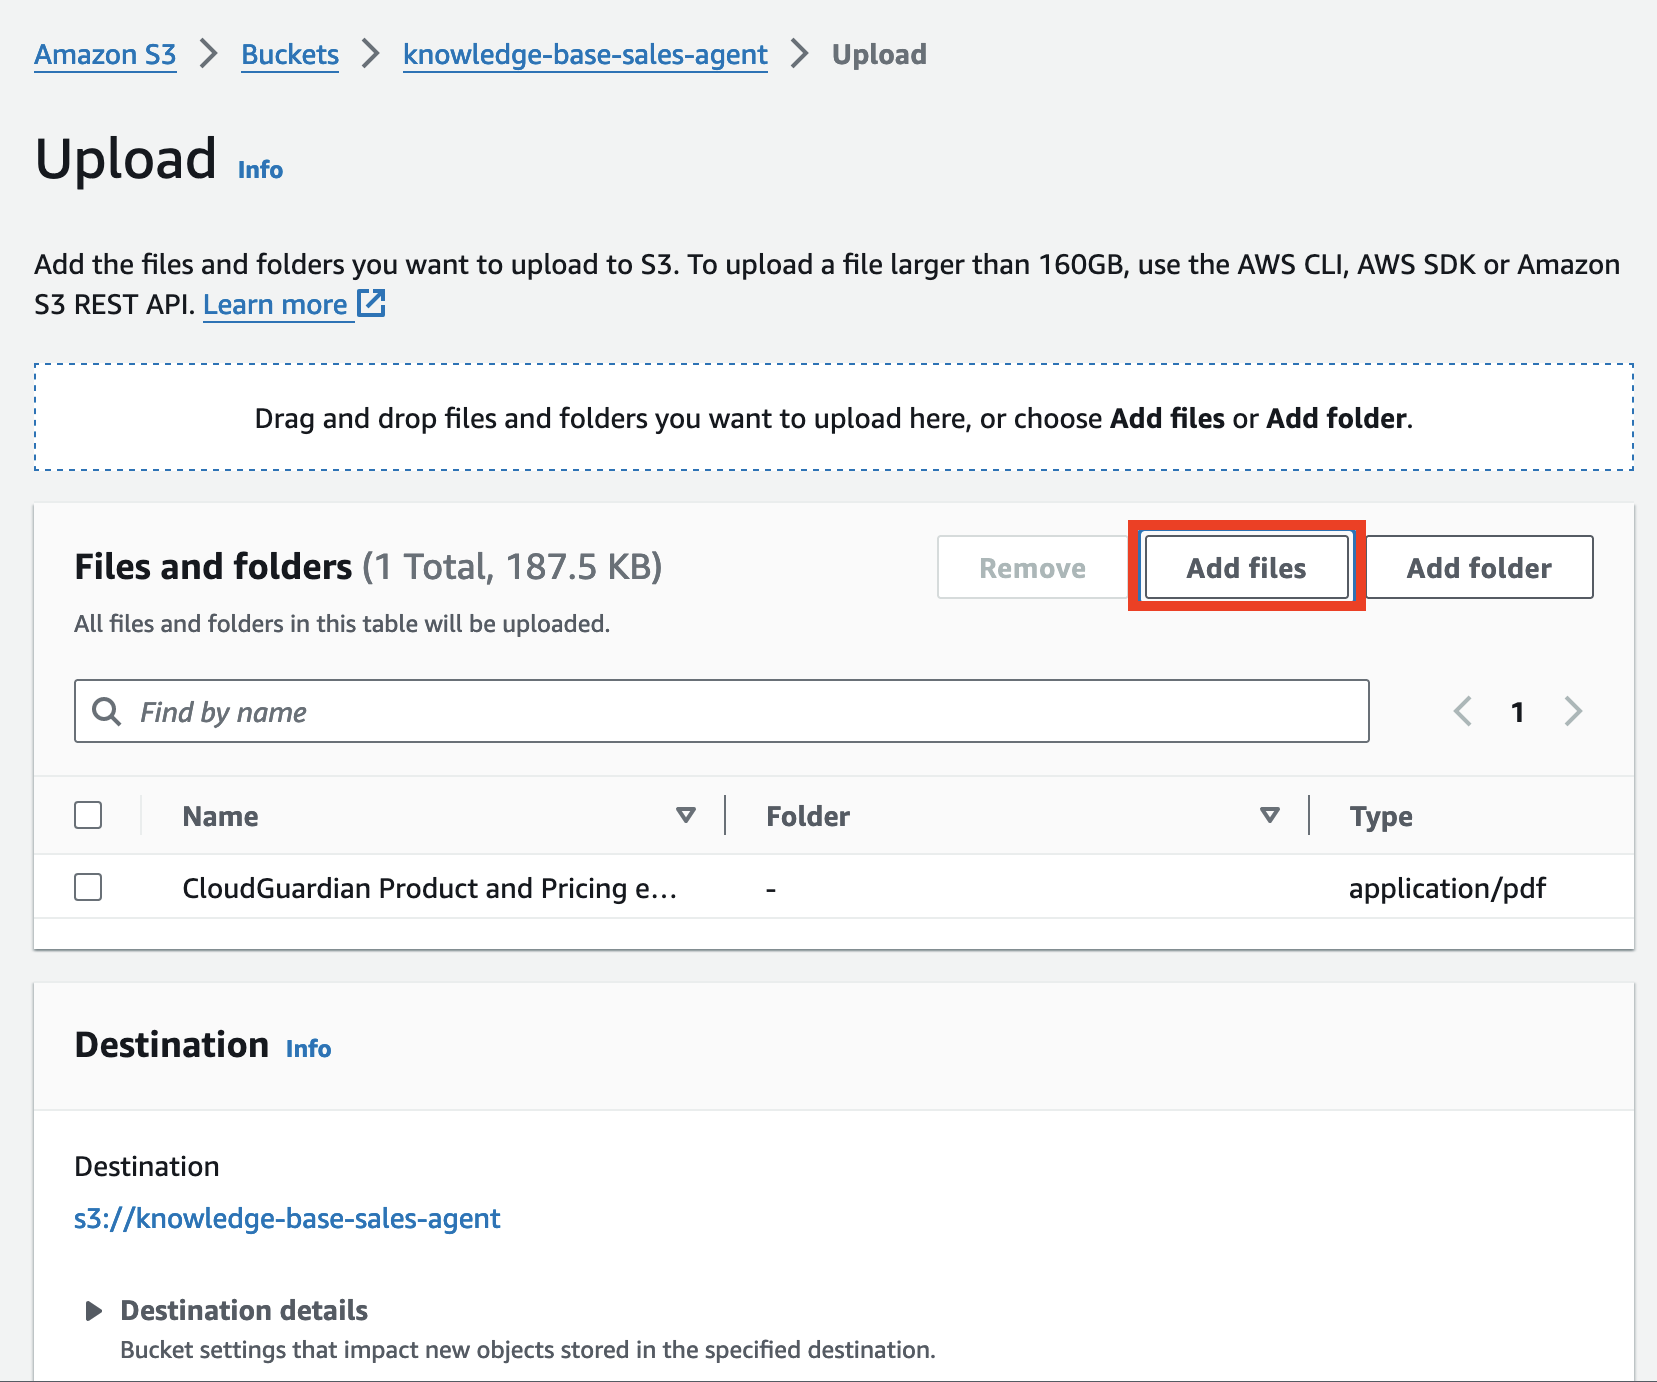 Amazon S3 > Buckets > knowledge-base-sales-agent > Upload
Upload Info
Add the files and folders you want to upload to S3. To upload a file larger than 160GB, use the AWS CLI, AWS SDK or Amazon
S3 REST API. Learn more
Drag and drop files and folders you want to upload here, or choose Add files or Add folder.
Files and folders (1 Total, 187.5 KB)
Remove Add files Add folder
All files and folders in this table will be uploaded.
Find by name
1
Name Folder Type
CloudGuardian Product and Pricing e... - application/pdf
Destination Info
Destination
s3://knowledge-base-sales-agent
Destination details
Bucket settings that impact new objects stored in the specified destination.